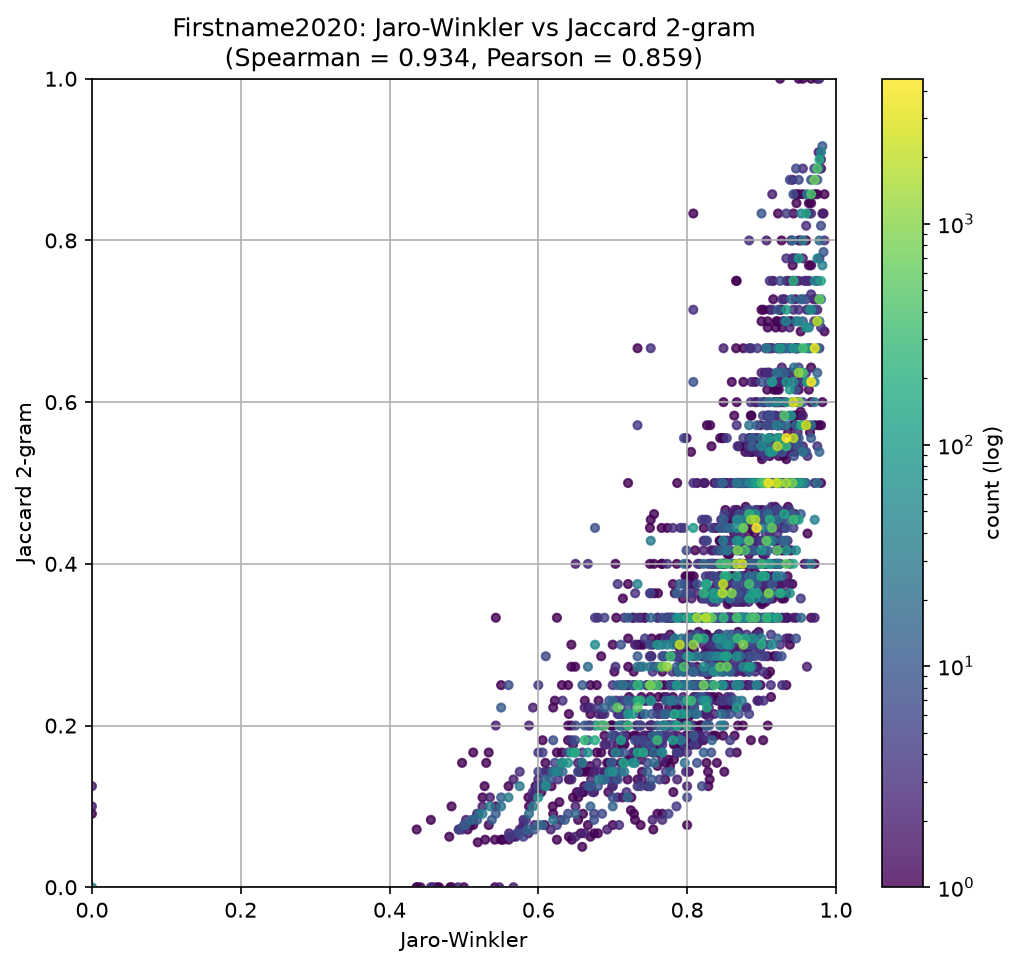 Firstname2020: Jaro-Winkler vs Jaccard 2-gram
(Spearman = 0.934, Pearson = 0.859)
1.0
0.8
0.6
0.4
0.2
0.0
Jaccard 2-gram
0.0 0.2 0.4 0.6 0.8 1.0
Jaro-Winkler
10³
10²
10¹
10⁰
count (log)